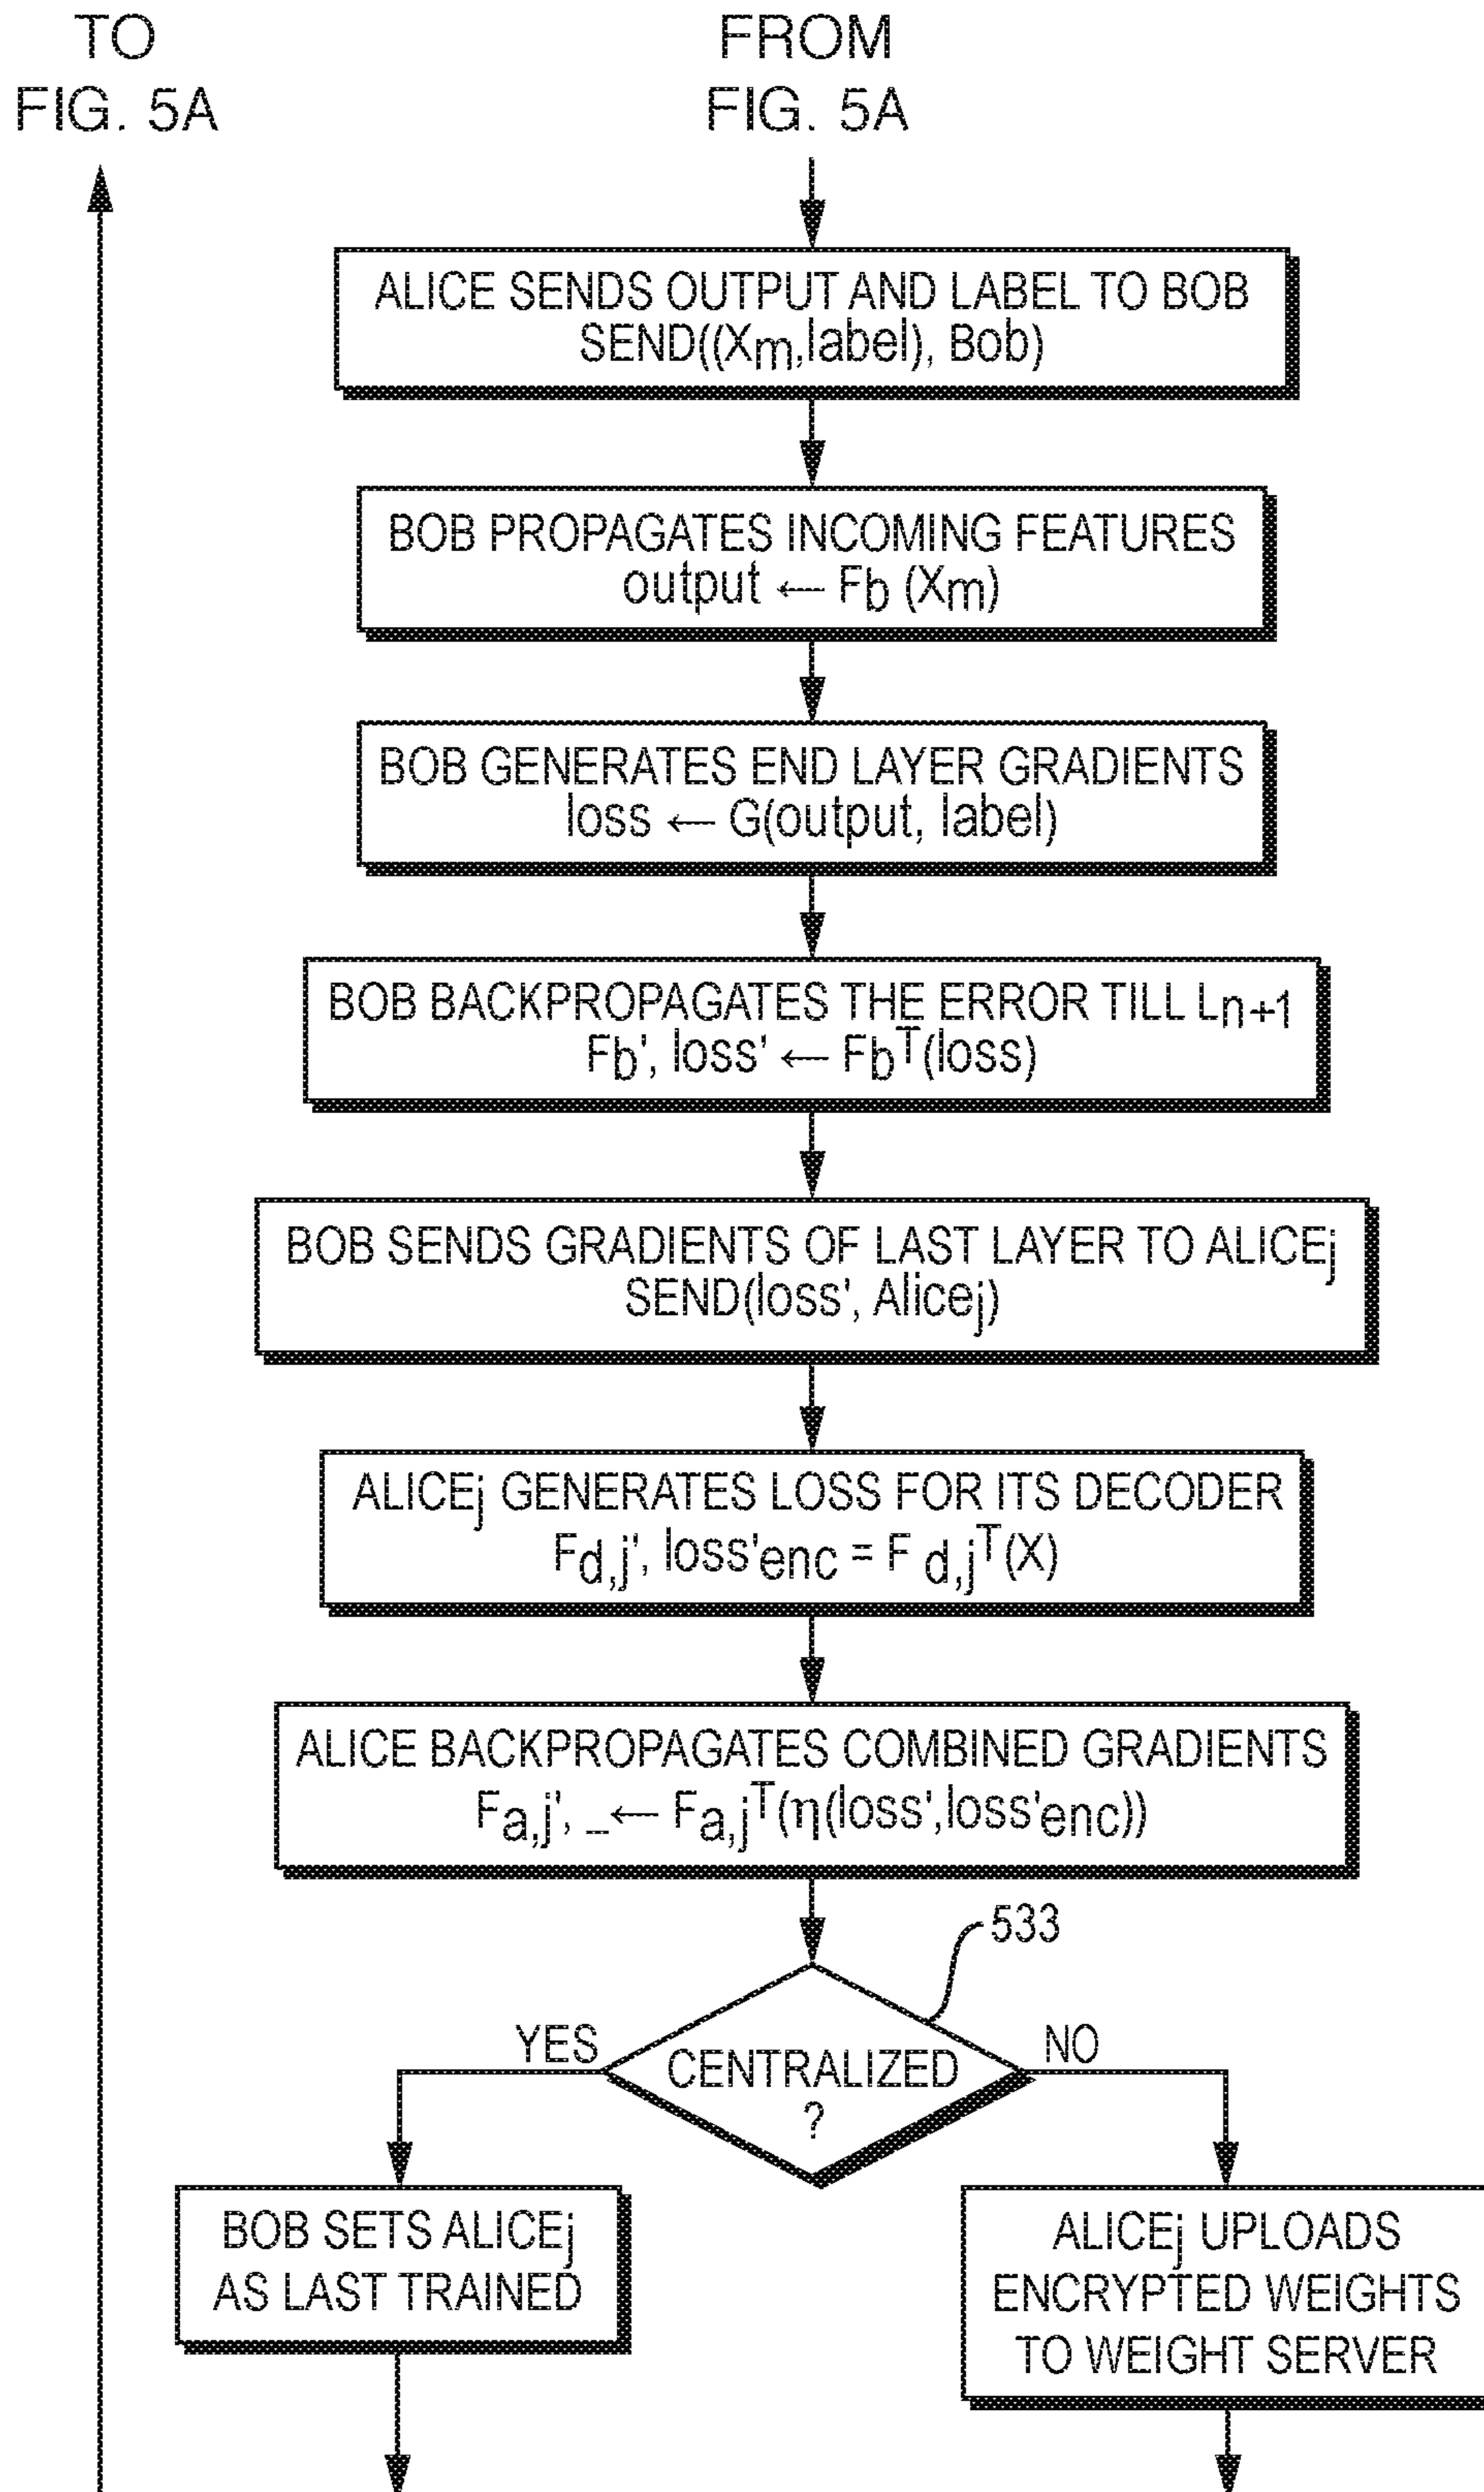 TO
FIG. 5A
FROM
FIG. 5A
ALICE SENDS OUTPUT AND LABEL TO BOB
SEND((Xm,label), Bob)
BOB PROPAGATES INCOMING FEATURES
output ← Fb (Xm)
BOB GENERATES END LAYER GRADIENTS
loss ← G(output, label)
BOB BACKPROPAGATES THE ERROR TILL Ln+1
Fb', loss' ← FbT(loss)
BOB SENDS GRADIENTS OF LAST LAYER TO ALICEj
SEND(loss', Alicej)
ALICEj GENERATES LOSS FOR ITS DECODER
Fd,j', loss'enc = F d,jT(X)
ALICE BACKPROPAGATES COMBINED GRADIENTS
Fa,j', _← Fa,jT(η(loss',loss'enc))
533
YES
NO
CENTRALIZED
?
BOB SETS ALICEj
AS LAST TRAINED
ALICEj UPLOADS
ENCRYPTED WEIGHTS
TO WEIGHT SERVER